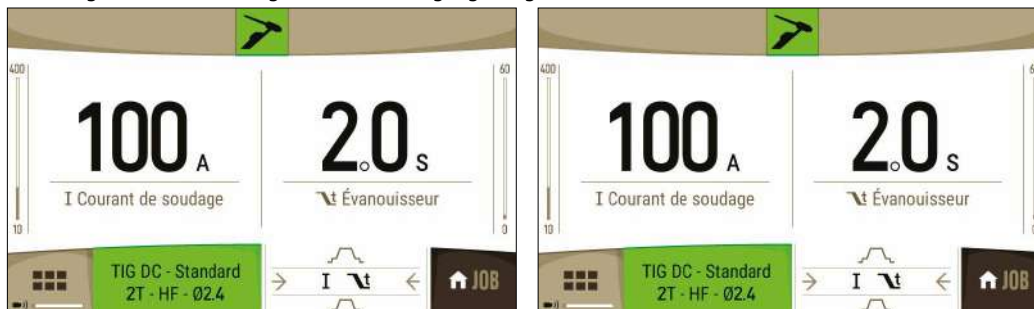 400
60
100 A
2.0 S
I Courant de soudage
t Évanouisseur
10
0
TIG DC - Standard
2T - HF - Ø2.4
I t
JOB
400
100 A
2.0 S
I Courant de soudage
t Évanouisseur
10
TIG DC - Standard
2T - HF - Ø2.4
I t
JOB